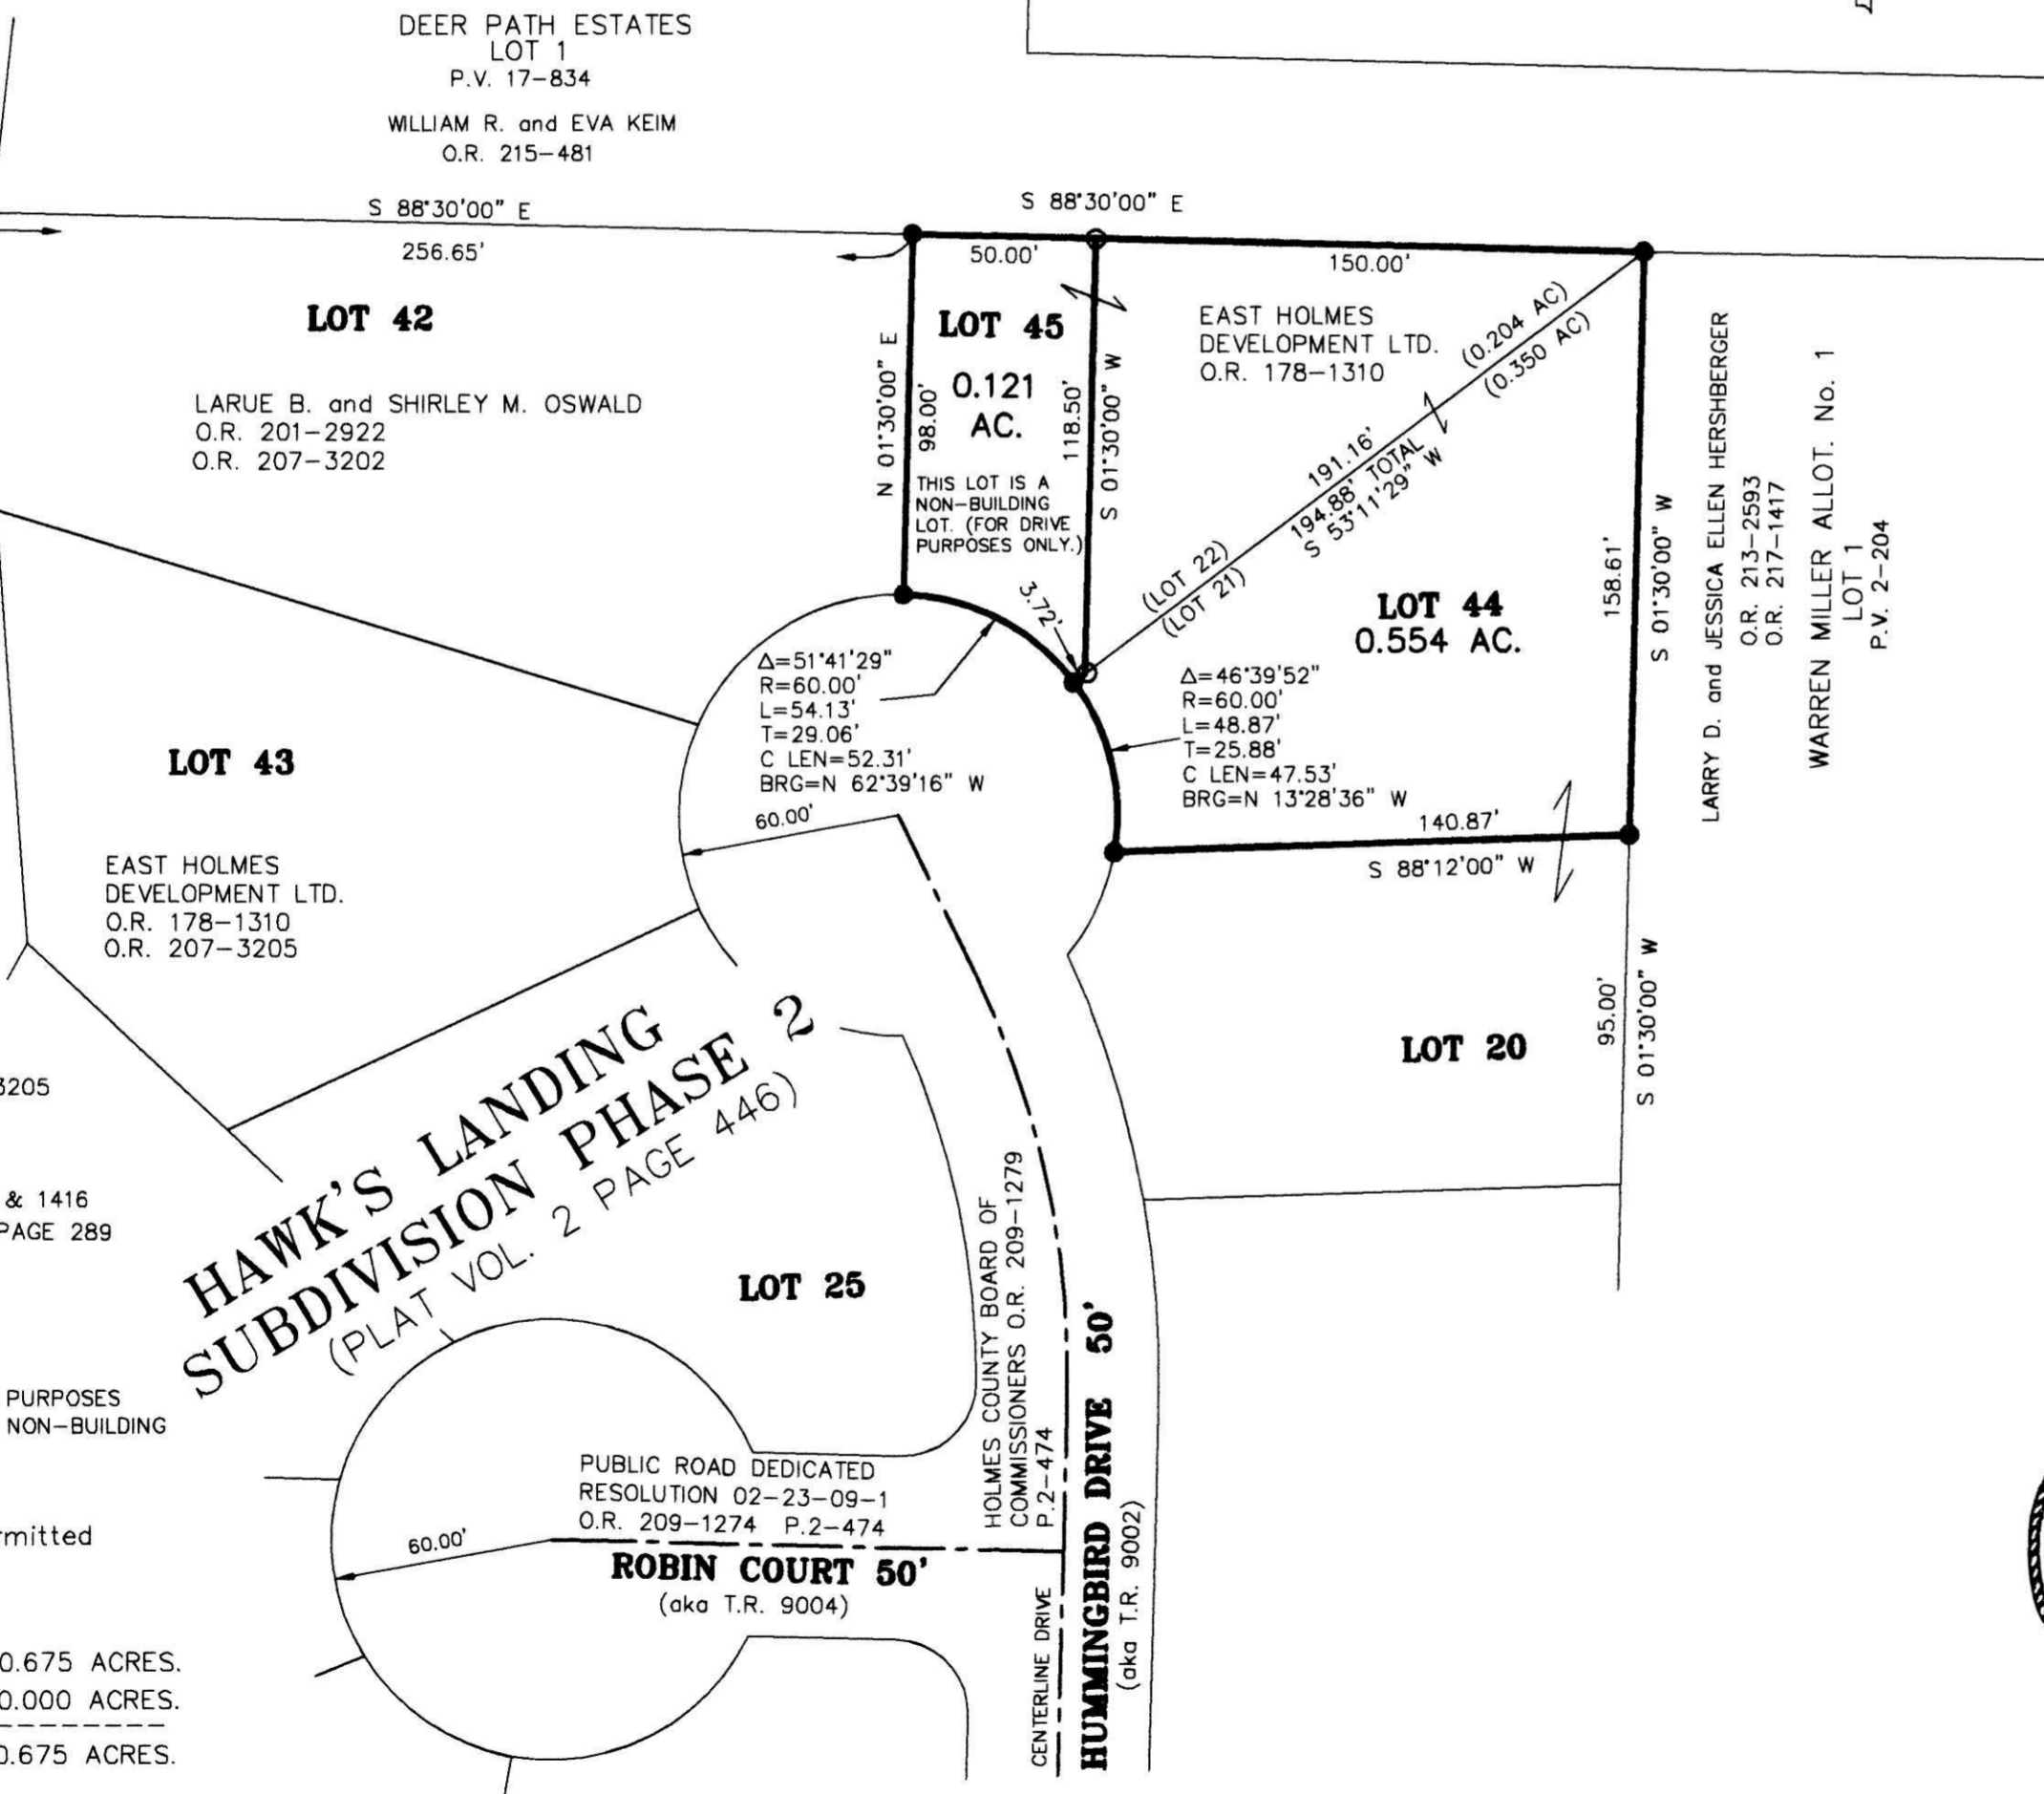 DEER PATH ESTATES
LOT 1
P.V. 17-834
WILLIAM R. and EVA KEIM
O.R. 215-481
S 88°30'00" E
256.65'
S 88°30'00" E
50.00'
150.00'
LOT 42
LARUE B. and SHIRLEY M. OSWALD
O.R. 201-2922
O.R. 207-3202
N 01°30'00" E
98.00'
LOT 45
0.121
AC.
THIS LOT IS A
NON-BUILDING
LOT. (FOR DRIVE
PURPOSES ONLY.)
118.50'
S 01°30'00" W
3.72'
EAST HOLMES
DEVELOPMENT LTD.
O.R. 178-1310
(0.204 AC)
(0.350 AC)
191.16'
194.88' TOTAL
S 53°11'29" W
(LOT 22)
(LOT 21)
LOT 44
0.554 AC.
158.61'
S 01°30'00" W
LARRY D. and JESSICA ELLEN HERSHBERGER
O.R. 213-2593
O.R. 217-1417
WARREN MILLER ALLOT. No. 1
LOT 1
P.V. 2-204
Δ=51°41'29"
R=60.00'
L=54.13'
T=29.06'
C LEN=52.31'
BRG=N 62°39'16" W
60.00'
Δ=46°39'52"
R=60.00'
L=48.87'
T=25.88'
C LEN=47.53'
BRG=N 13°28'36" W
140.87'
S 88°12'00" W
LOT 43
EAST HOLMES
DEVELOPMENT LTD.
O.R. 178-1310
O.R. 207-3205
LOT 20
95.00'
S 01°30'00" W
HAWK'S LANDING
SUBDIVISION PHASE 2
(PLAT VOL. 2 PAGE 446)
3205
& 1416
PAGE 289
LOT 25
HOLMES COUNTY BOARD OF
COMMISSIONERS O.R. 209-1279
P.2-474
PURPOSES
NON-BUILDING
PUBLIC ROAD DEDICATED
RESOLUTION 02-23-09-1
O.R. 209-1274 P.2-474
60.00'
ROBIN COURT 50'
(aka T.R. 9004)
CENTERLINE DRIVE
HUMMINGBIRD DRIVE 50'
(aka T.R. 9002)
rmitted
0.675 ACRES.
0.000 ACRES.
0.675 ACRES.